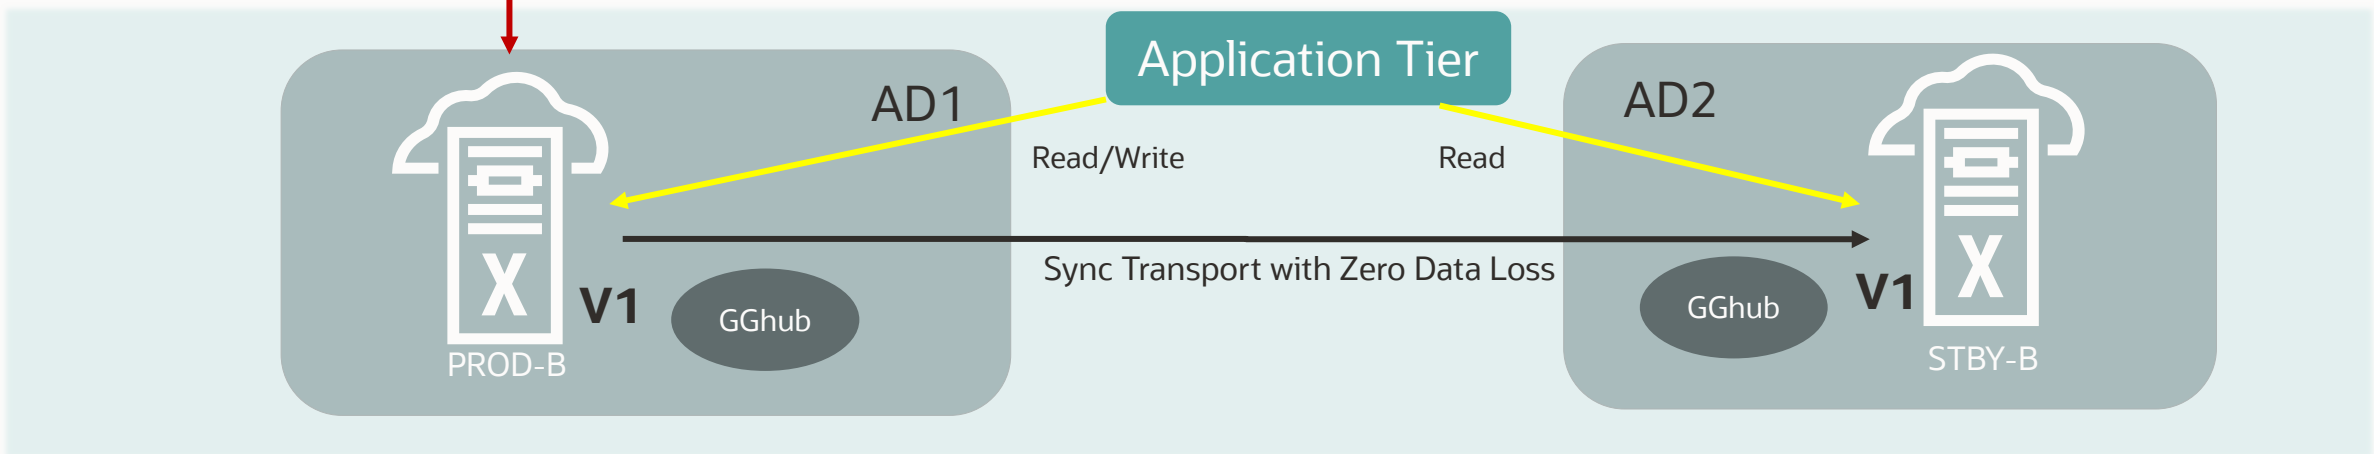 Application Tier
AD1
AD2
Read/Write
Read
Sync Transport with Zero Data Loss
V1
GGhub
GGhub
V1
PROD-B
STBY-B